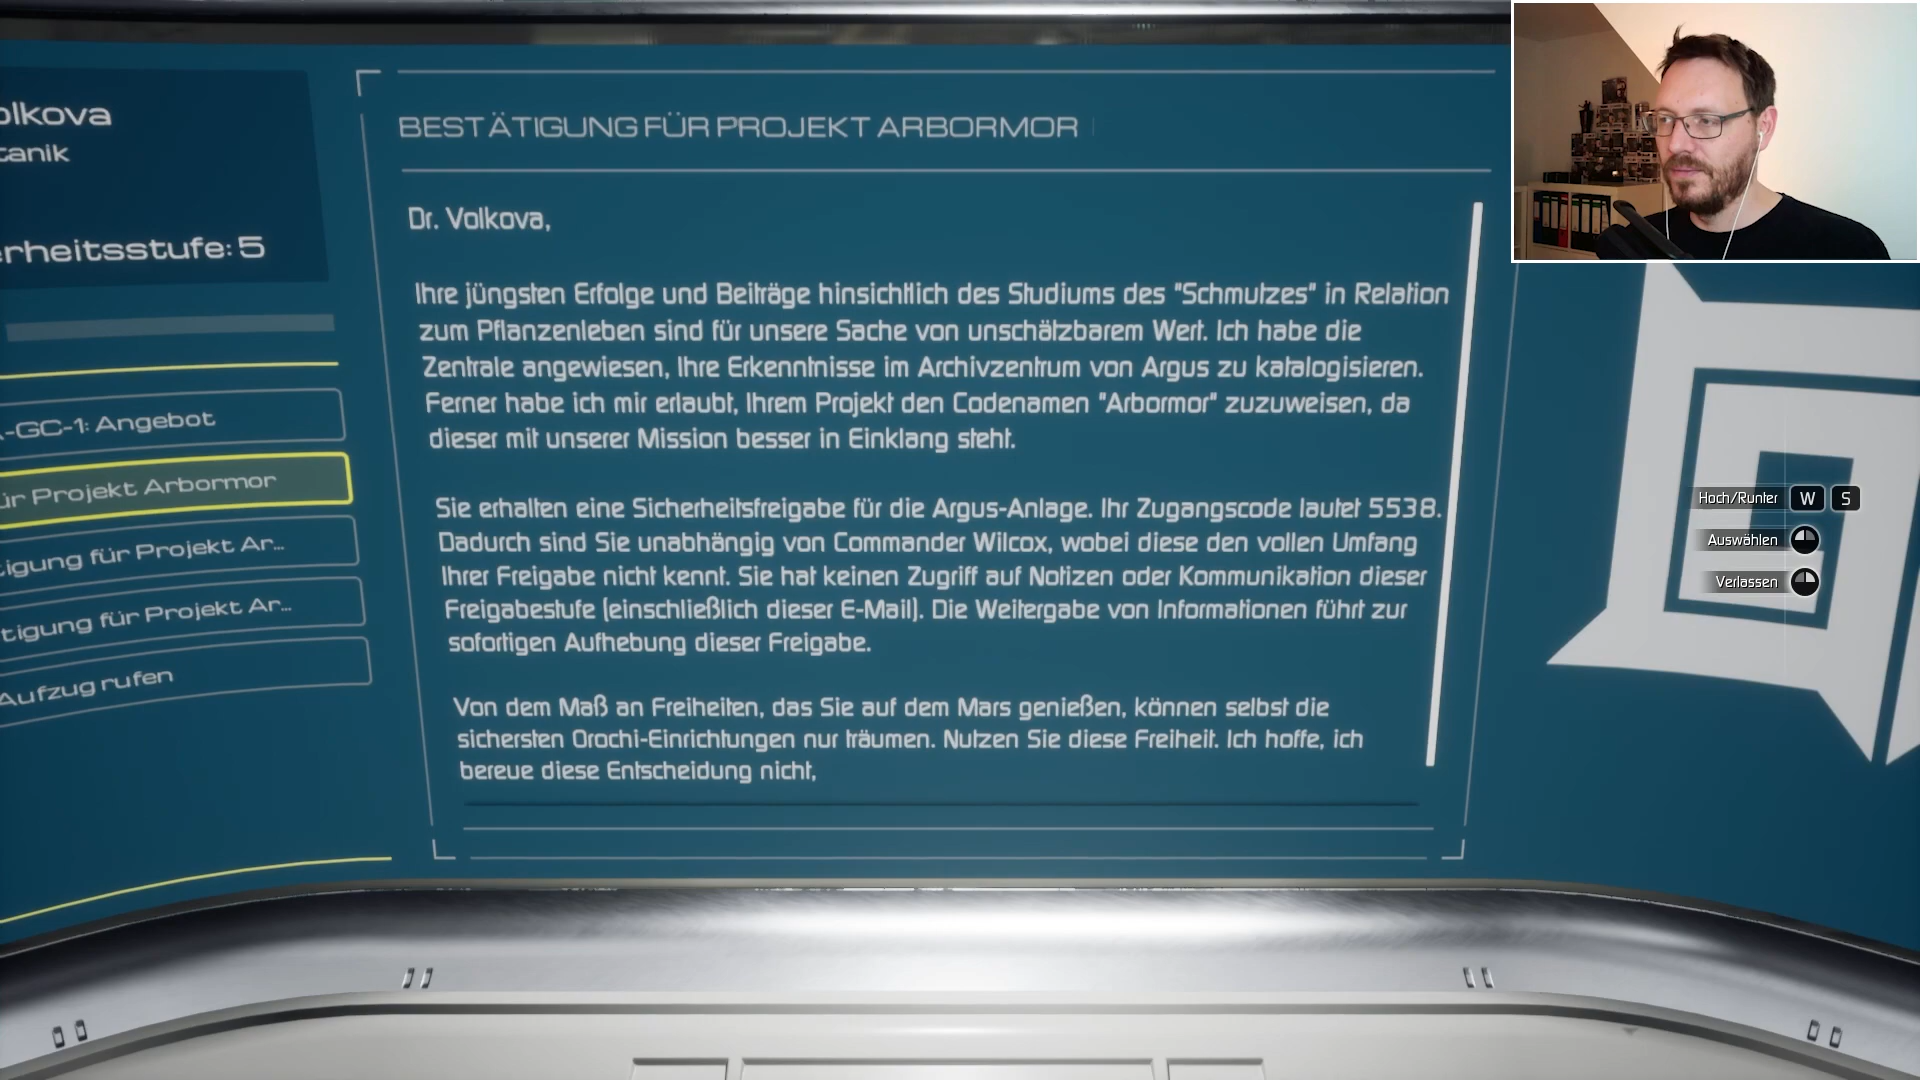 olkova
tanik
erheitsstufe: 5
-GC-1: Angebot
ür Projekt Arbormor
tigung für Projekt Ar...
tigung für Projekt Ar...
Aufzug rufen
BESTÄTIGUNG FÜR PROJEKT ARBORMOR
Dr. Volkova,
Ihre jüngsten Erfolge und Beiträge hinsichtlich des Studiums des "Schmutzes" in Relation
zum Pflanzenleben sind für unsere Sache von unschätzbarem Wert. Ich habe die
Zentrale angewiesen, Ihre Erkenntnisse im Archivzentrum von Argus zu katalogisieren.
Ferner habe ich mir erlaubt, Ihrem Projekt den Codenamen "Arbormor" zuzuweisen, da
dieser mit unserer Mission besser in Einklang steht.
Sie erhalten eine Sicherheitsfreigabe für die Argus-Anlage. Ihr Zugangscode lautet 5538.
Dadurch sind Sie unabhängig von Commander Wilcox, wobei diese den vollen Umfang
Ihrer Freigabe nicht kennt. Sie hat keinen Zugriff auf Notizen oder Kommunikation dieser
Freigabestufe (einschließlich dieser E-Mail). Die Weitergabe von Informationen führt zur
sofortigen Aufhebung dieser Freigabe.
Von dem Maß an Freiheiten, das Sie auf dem Mars genießen, können selbst die
sichersten Orochi-Einrichtungen nur träumen. Nutzen Sie diese Freiheit. Ich hoffe, ich
bereue diese Entscheidung nicht,
Hoch/Runter W S
Auswählen
Verlassen